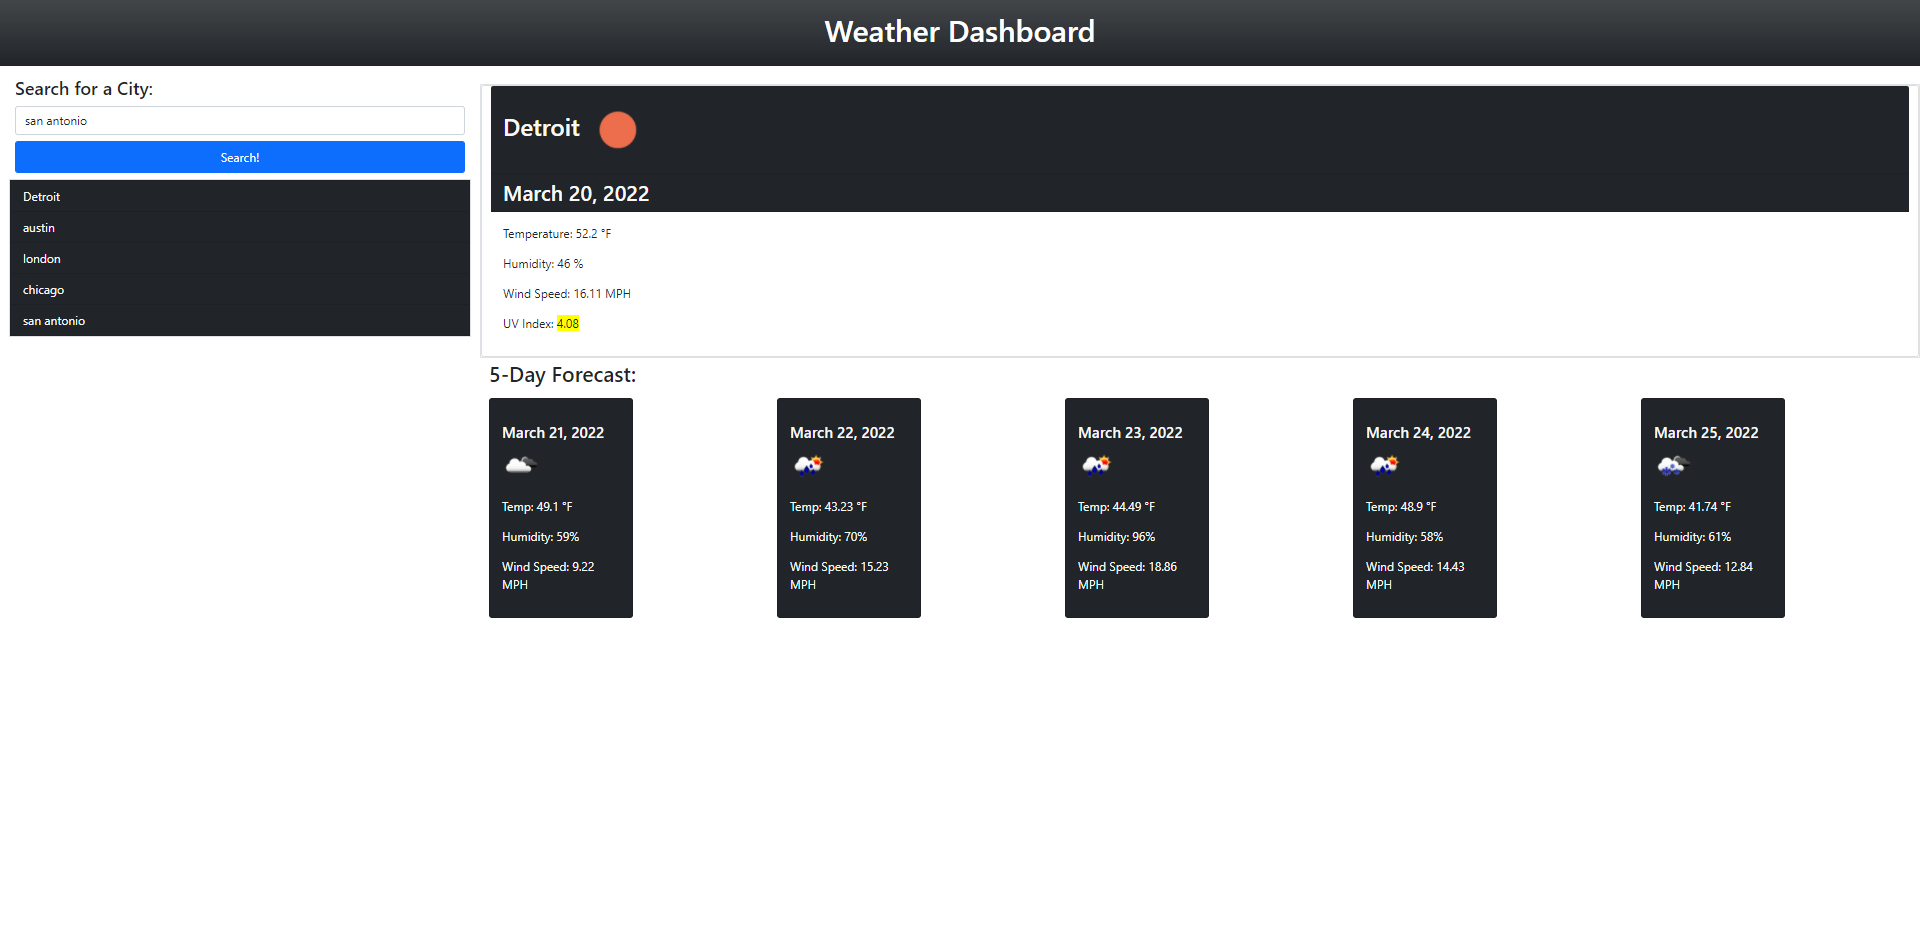 Weather Dashboard
Search for a City:
san antonio
Search!
Detroit
austin
london
chicago
san antonio
Detroit
March 20, 2022
Temperature: 52.2 °F
Humidity: 46 %
Wind Speed: 16.11 MPH
UV Index: 4.08
5-Day Forecast:
March 21, 2022
Temp: 49.1 °F
Humidity: 59%
Wind Speed: 9.22
MPH
March 22, 2022
Temp: 43.23 °F
Humidity: 70%
Wind Speed: 15.23
MPH
March 23, 2022
Temp: 44.49 °F
Humidity: 96%
Wind Speed: 18.86
MPH
March 24, 2022
Temp: 48.9 °F
Humidity: 58%
Wind Speed: 14.43
MPH
March 25, 2022
Temp: 41.74 °F
Humidity: 61%
Wind Speed: 12.84
MPH